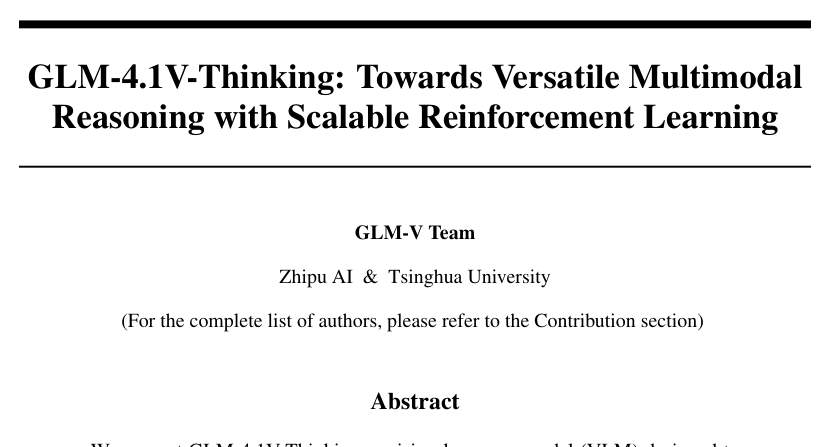 GLM-4.1V-Thinking: Towards Versatile Multimodal
Reasoning with Scalable Reinforcement Learning
GLM-V Team
Zhipu AI & Tsinghua University
(For the complete list of authors, please refer to the Contribution section)
Abstract